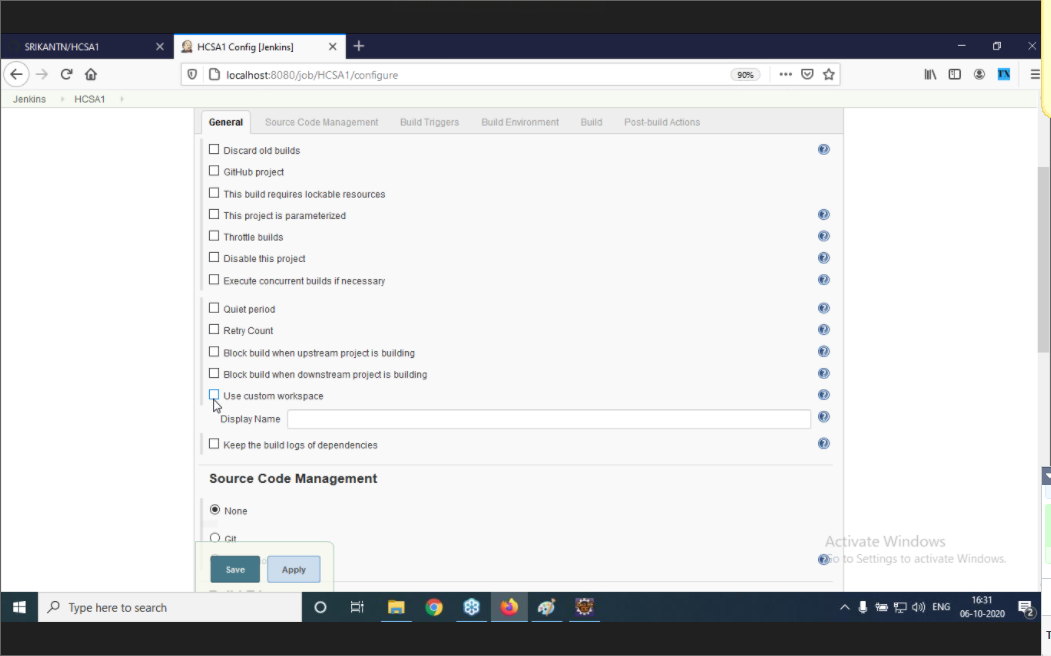 SRIKANTN/HCSA1
HCSA1 Config [Jenkins]
localhost:8080/job/HCSA1/configure
90%
Jenkins
HCSA1
General
Source Code Management
Build Triggers
Build Environment
Build
Post-build Actions
Discard old builds
GitHub project
This build requires lockable resources
This project is parameterized
Throttle builds
Disable this project
Execute concurrent builds if necessary
Quiet period
Retry Count
Block build when upstream project is building
Block build when downstream project is building
Use custom workspace
Display Name
Keep the build logs of dependencies
Source Code Management
None
Git
Save
Apply
Activate Windows
Go to Settings to activate Windows.
Type here to search
ENG
16:31
06-10-2020
2